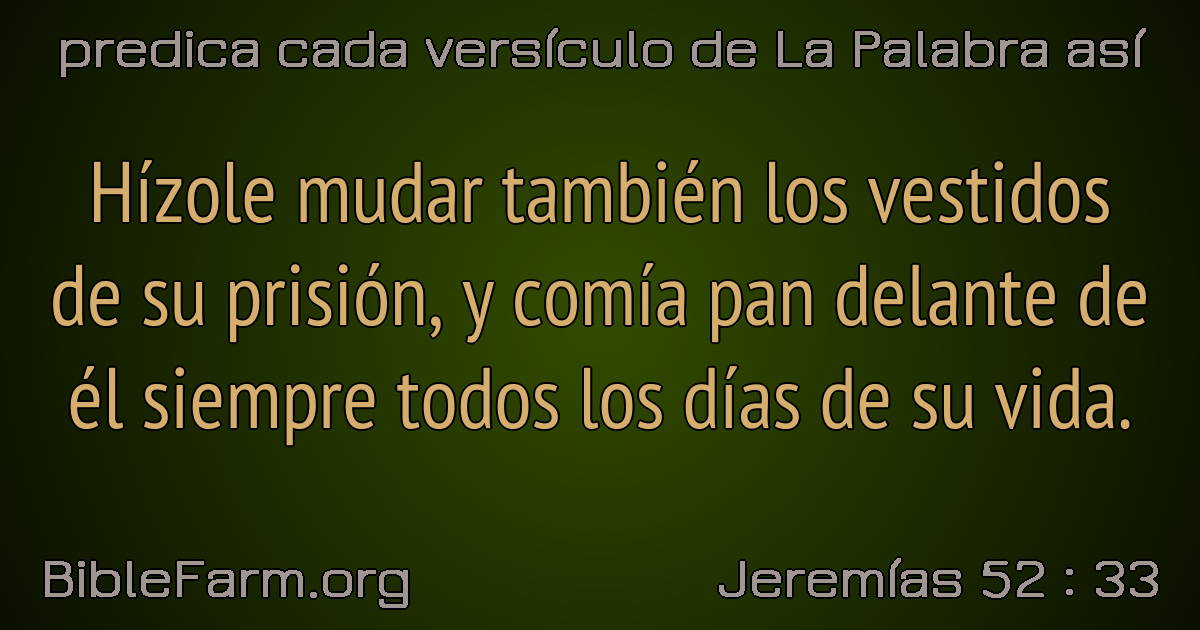 predica cada versículo de La Palabra así
Hízole mudar también los vestidos
de su prisión, y comía pan delante de
él siempre todos los días de su vida.
BibleFarm.org
Jeremías 52 : 33